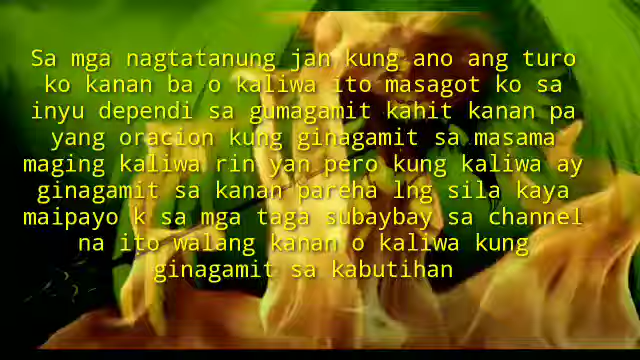 Sa mga nagtatanung jan kung ano ang turo
ko kanan ba o kaliwa ito masagot ko sa
inyu dependi sa gumagamit kahit kanan pa
yang oracion kung ginagamit sa masama
maging kaliwa rin yan pero kung kaliwa ay
ginagamit sa kanan pareha lng sila kaya
maipayo k sa mga taga subaybay sa channel
na ito walang kanan o kaliwa kung
ginagamit sa kabutihan